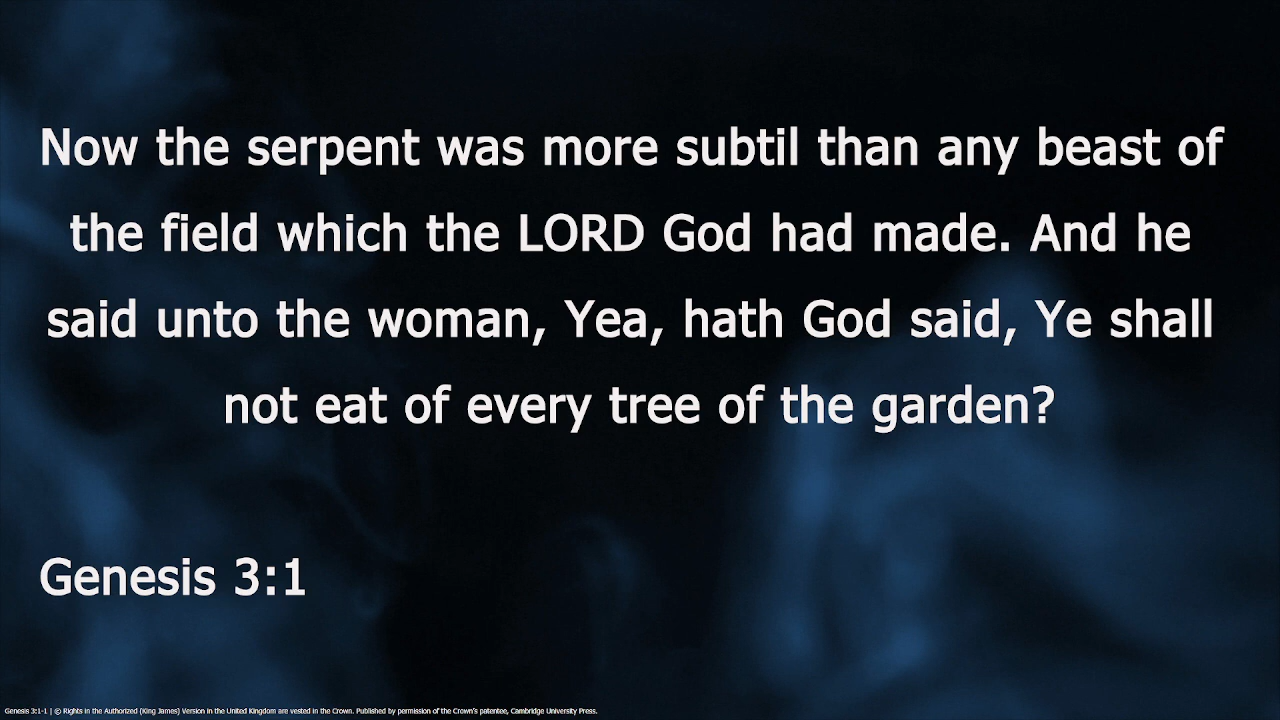 Now the serpent was more subtil than any beast of
the field which the LORD God had made. And he
said unto the woman, Yea, hath God said, Ye shall
not eat of every tree of the garden?
Genesis 3:1
Genesis 3:1-1 | © Rights in the Authorized (King James) Version in the United Kingdom are vested in the Crown. Published by permission of the Crown's patentee, Cambridge University Press.